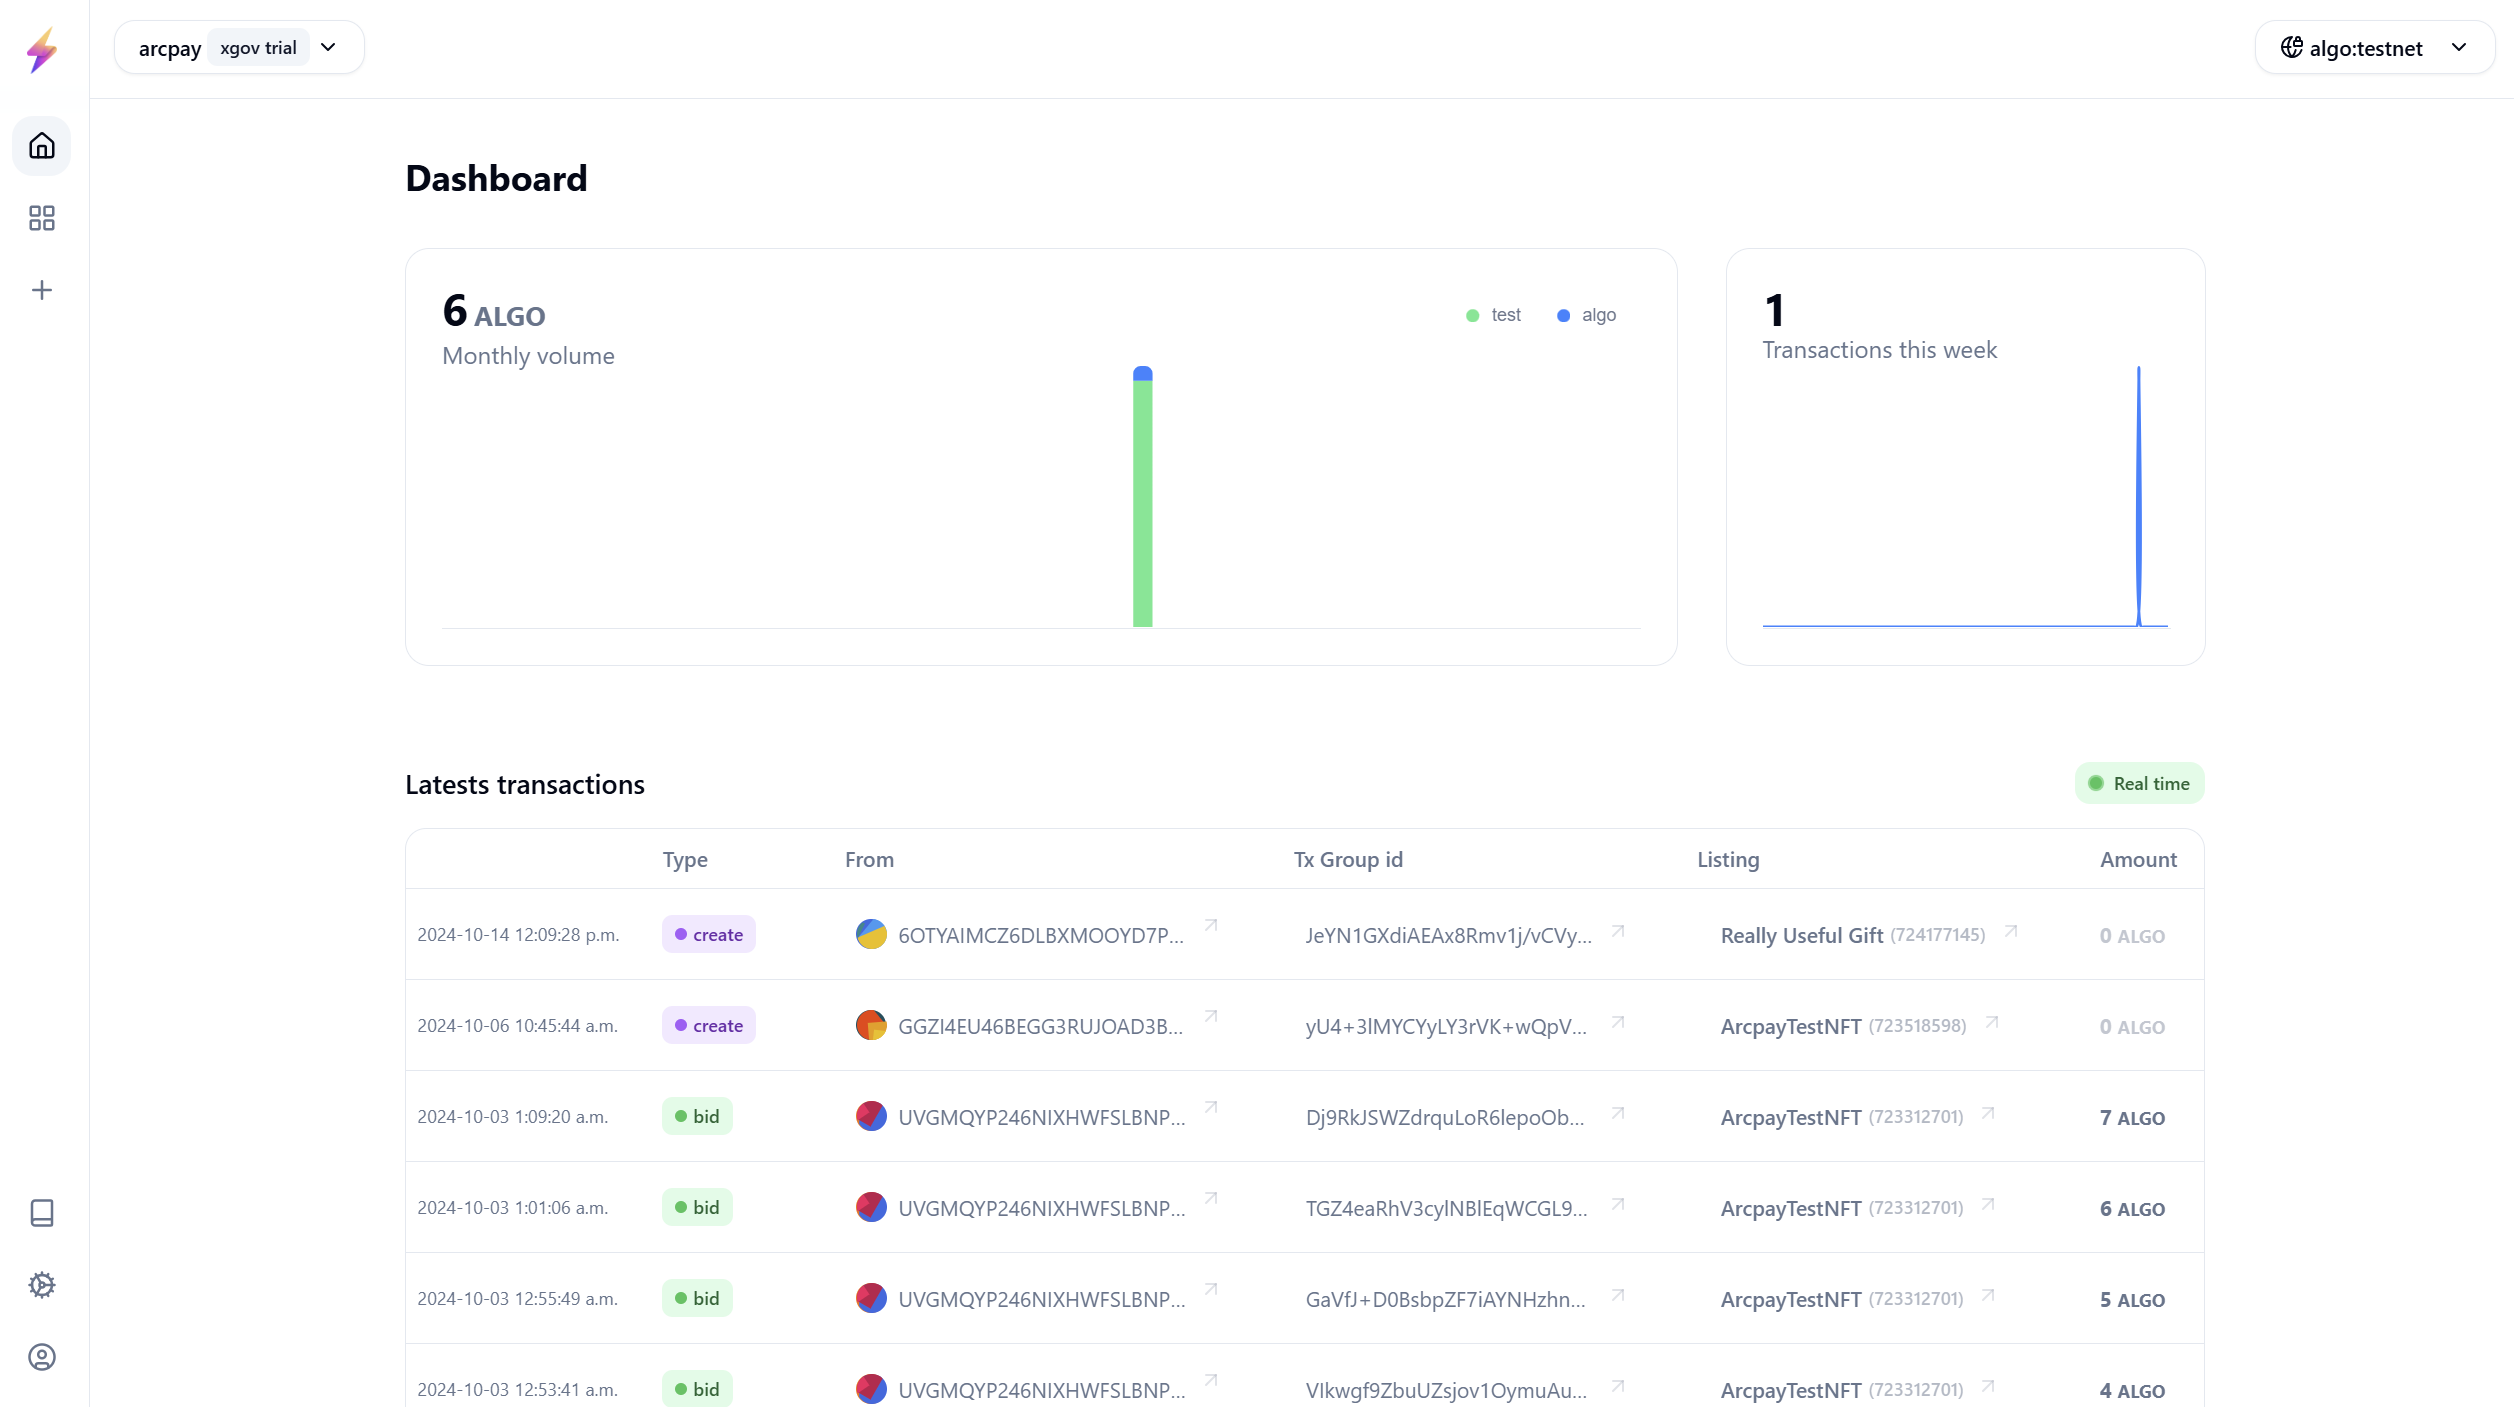 arcpay xgov trial
algo:testnet
Dashboard
6 ALGO
Monthly volume
test algo
1
Transactions this week
Latests transactions
Real time
Type From Tx Group id Listing Amount
2024-10-14 12:09:28 p.m. create 6OTYAIMCZ6DLBXMOOYD7P... JeYN1GXdiAEAx8Rmv1j/vCVy... Really Useful Gift (724177145) 0 ALGO
2024-10-06 10:45:44 a.m. create GGZI4EU46BEGG3RUJOAD3B... yU4+3lMYCYyLY3rVK+wQpV... ArcpayTestNFT (723518598) 0 ALGO
2024-10-03 1:09:20 a.m. bid UVGMQYP246NIXHWFSLBNP... Dj9RkJSWZdrquLoR6lepoOb... ArcpayTestNFT (723312701) 7 ALGO
2024-10-03 1:01:06 a.m. bid UVGMQYP246NIXHWFSLBNP... TGZ4eaRhV3cylNBlEqWCGL9... ArcpayTestNFT (723312701) 6 ALGO
2024-10-03 12:55:49 a.m. bid UVGMQYP246NIXHWFSLBNP... GaVfJ+D0BsbpZF7iAYNHzhn... ArcpayTestNFT (723312701) 5 ALGO
2024-10-03 12:53:41 a.m. bid UVGMQYP246NIXHWFSLBNP... VIkwgf9ZbuUZsjov1OymuAu... ArcpayTestNFT (723312701) 4 ALGO